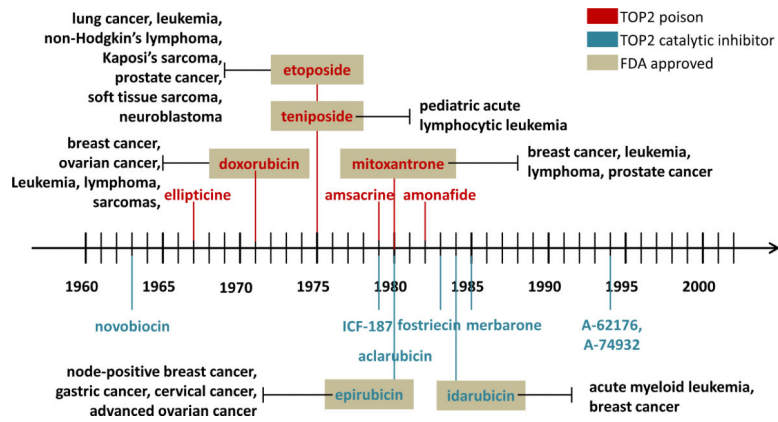 lung cancer, leukemia,
non-Hodgkin's lymphoma,
Kaposi's sarcoma,
prostate cancer,
soft tissue sarcoma,
neuroblastoma
etoposide
teniposide
TOP2 poison
TOP2 catalytic inhibitor
FDA approved
pediatric acute
lymphocytic leukemia
breast cancer,
ovarian cancer,
Leukemia, lymphoma,
sarcomas,
doxorubicin
mitoxantrone
breast cancer, leukemia,
lymphoma, prostate cancer
ellipticine
amsacrine
amonafide
1960 1965 1970 1975 1980 1985 1990 1995 2000
novobiocin
ICF-187
fostriecin
merbarone
A-62176,
A-74932
aclarubicin
node-positive breast cancer,
gastric cancer, cervical cancer,
advanced ovarian cancer
epirubicin
idarubicin
acute myeloid leukemia,
breast cancer